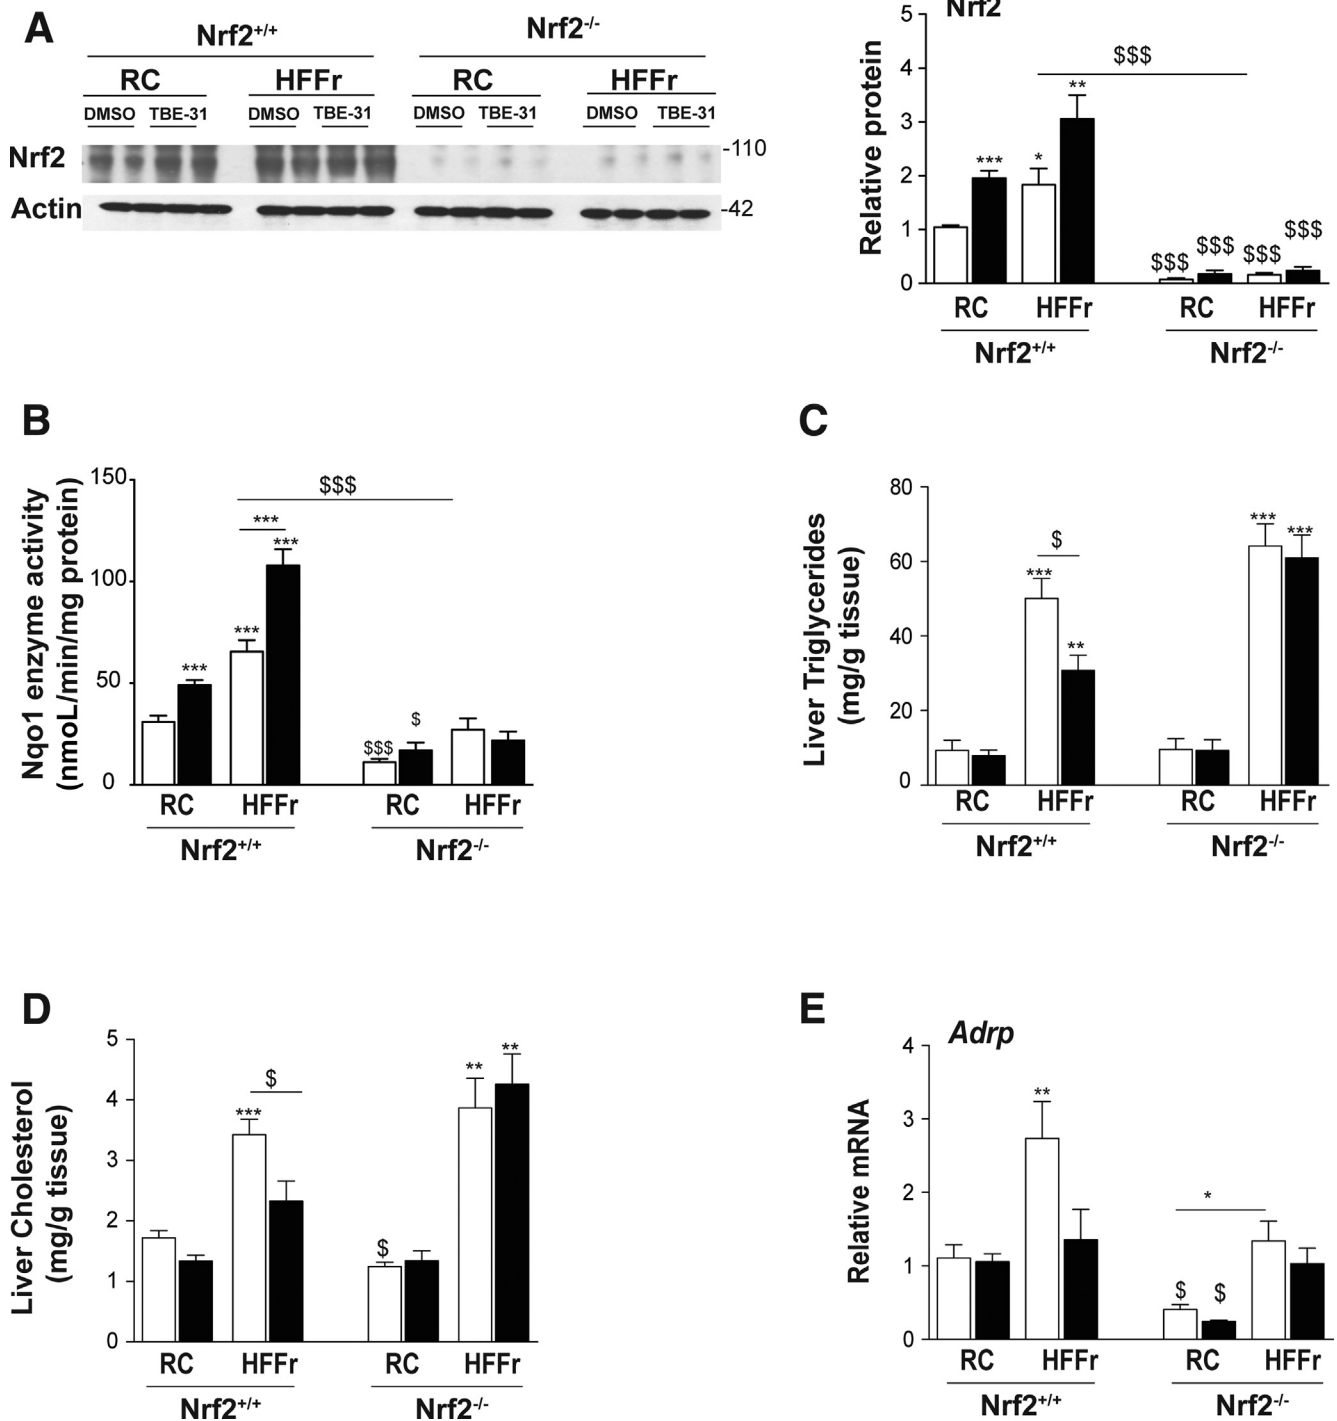 A
Nrf2+/+
Nrf2-/-
RC
HFFr
RC
HFFr
DMSO TBE-31 DMSO TBE-31 DMSO TBE-31 DMSO TBE-31
Nrf2
-110
Actin
-42
Nrf2
Relative protein
5
4
3
2
1
0
$$$
***
*
**
$$$
$$$
$$$
$$$
RC
HFFr
RC
HFFr
Nrf2+/+
Nrf2-/-
B
Nqo1 enzyme activity
(nmoL/min/mg protein)
150
100
50
0
$$$
***
***
***
***
$$$
$
RC
HFFr
RC
HFFr
Nrf2+/+
Nrf2-/-
C
Liver Triglycerides
(mg/g tissue)
80
60
40
20
0
$
***
**
***
***
RC
HFFr
RC
HFFr
Nrf2+/+
Nrf2-/-
D
Liver Cholesterol
(mg/g tissue)
5
4
3
2
1
0
$
***
$
**
**
RC
HFFr
RC
HFFr
Nrf2+/+
Nrf2-/-
E
Adrp
Relative mRNA
4
3
2
1
0
**
*
$
$
RC
HFFr
RC
HFFr
Nrf2+/+
Nrf2-/-